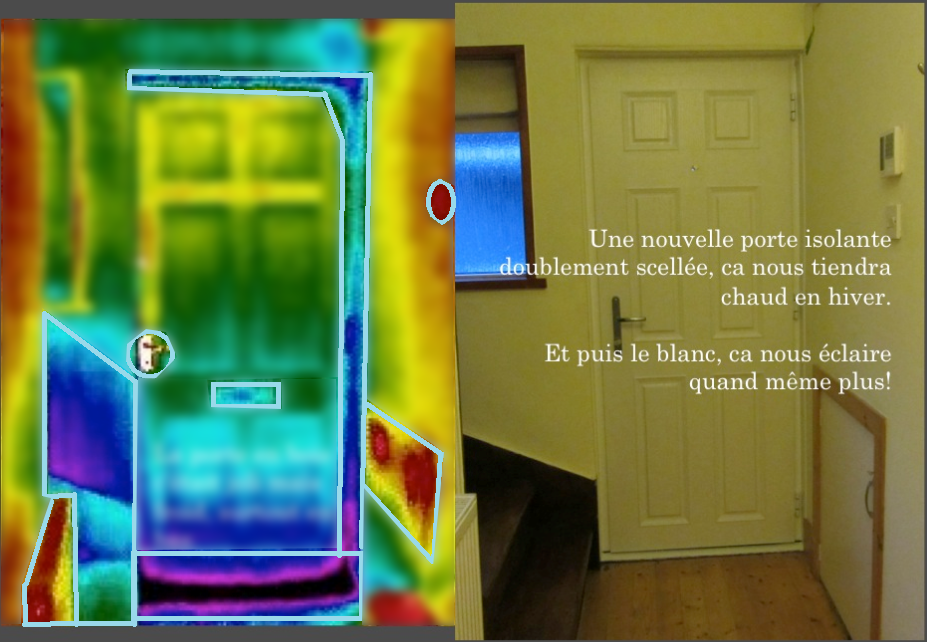 Une nouvelle porte isolante
doublement scellée, ca nous tiendra
chaud en hiver.
Et puis le blanc, ca nous éclaire
quand même plus!